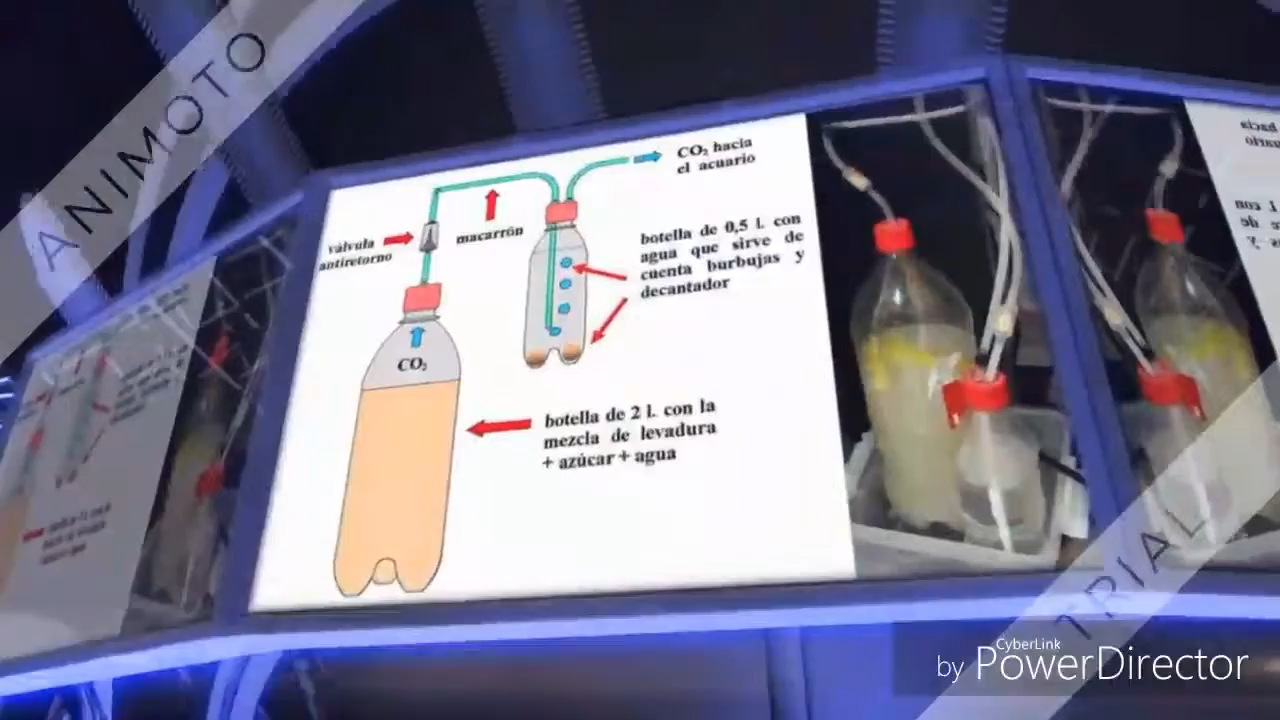 ANIMOTO
CO₂ hacia
el acuario
válvula
antiretorno
macarrón
botella de 0,5 l. con
agua que sirve de
cuenta burbujas y
decantador
CO₂
botella de 2 l. con la
mezcla de levadura
+ azúcar + agua
TRIAL
CyberLink
by PowerDirector